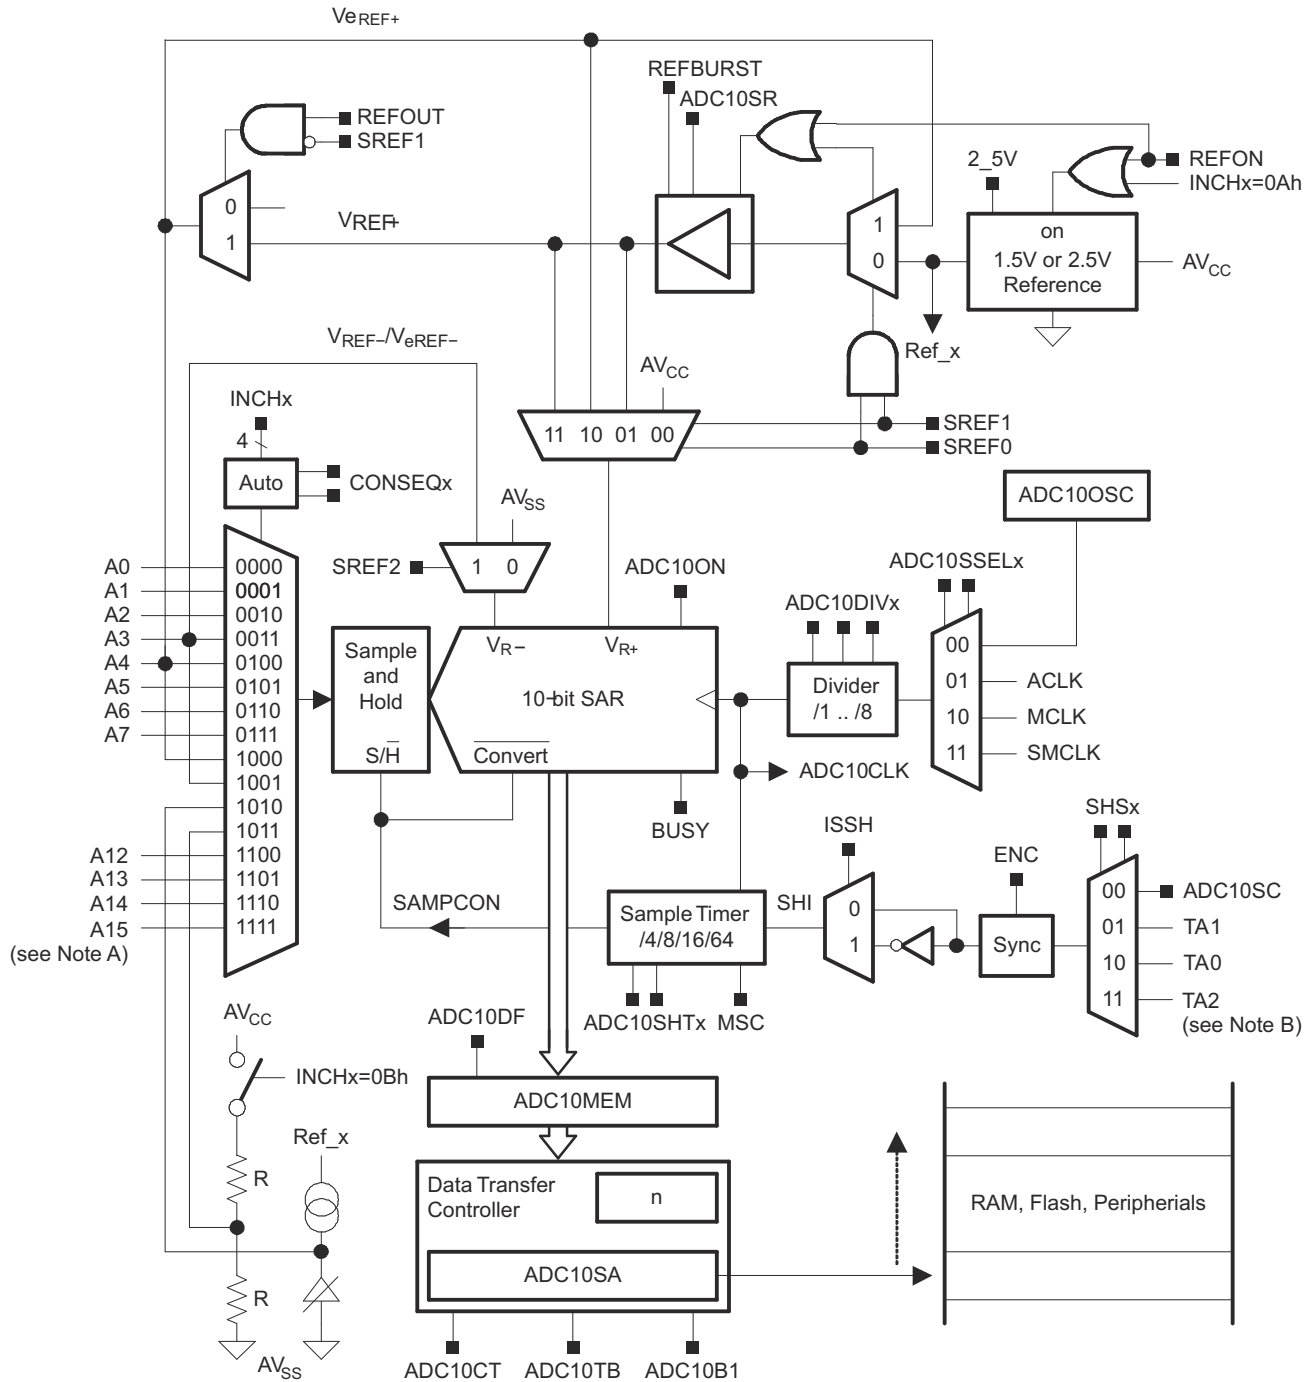 VeREF+
REFBURST
ADC10SR
REFOUT
SREF1
2_5V
REFON
INCHx=0Ah
0
1
VREF+
1
0
on
1.5V or 2.5V
Reference
AVCC
VREF−/VeREF−
Ref_x
AVCC
INCHx
4
11 10 01 00
SREF1
SREF0
Auto
CONSEQx
AVSS
ADC10OSC
SREF2
1 0
ADC10ON
ADC10SSELx
ADC10DIVx
A0
A1
A2
A3
A4
A5
A6
A7
A12
A13
A14
A15
(see Note A)
0000
0001
0010
0011
0100
0101
0110
0111
1000
1001
1010
1011
1100
1101
1110
1111
Sample
and
Hold
S/H
VR−
VR+
10−bit SAR
Convert
Divider
/1 .. /8
00
01
10
11
ACLK
MCLK
SMCLK
ADC10CLK
BUSY
ISSH
SHSx
ENC
SAMPCON
Sample Timer
/4/8/16/64
SHI
0
1
Sync
00
01
10
11
ADC10SC
TA1
TA0
TA2
(see Note B)
ADC10DF
ADC10SHTx
MSC
AVCC
INCHx=0Bh
ADC10MEM
Ref_x
R
R
AVSS
Data Transfer
Controller
n
ADC10SA
RAM, Flash, Peripherials
ADC10CT
ADC10TB
ADC10B1